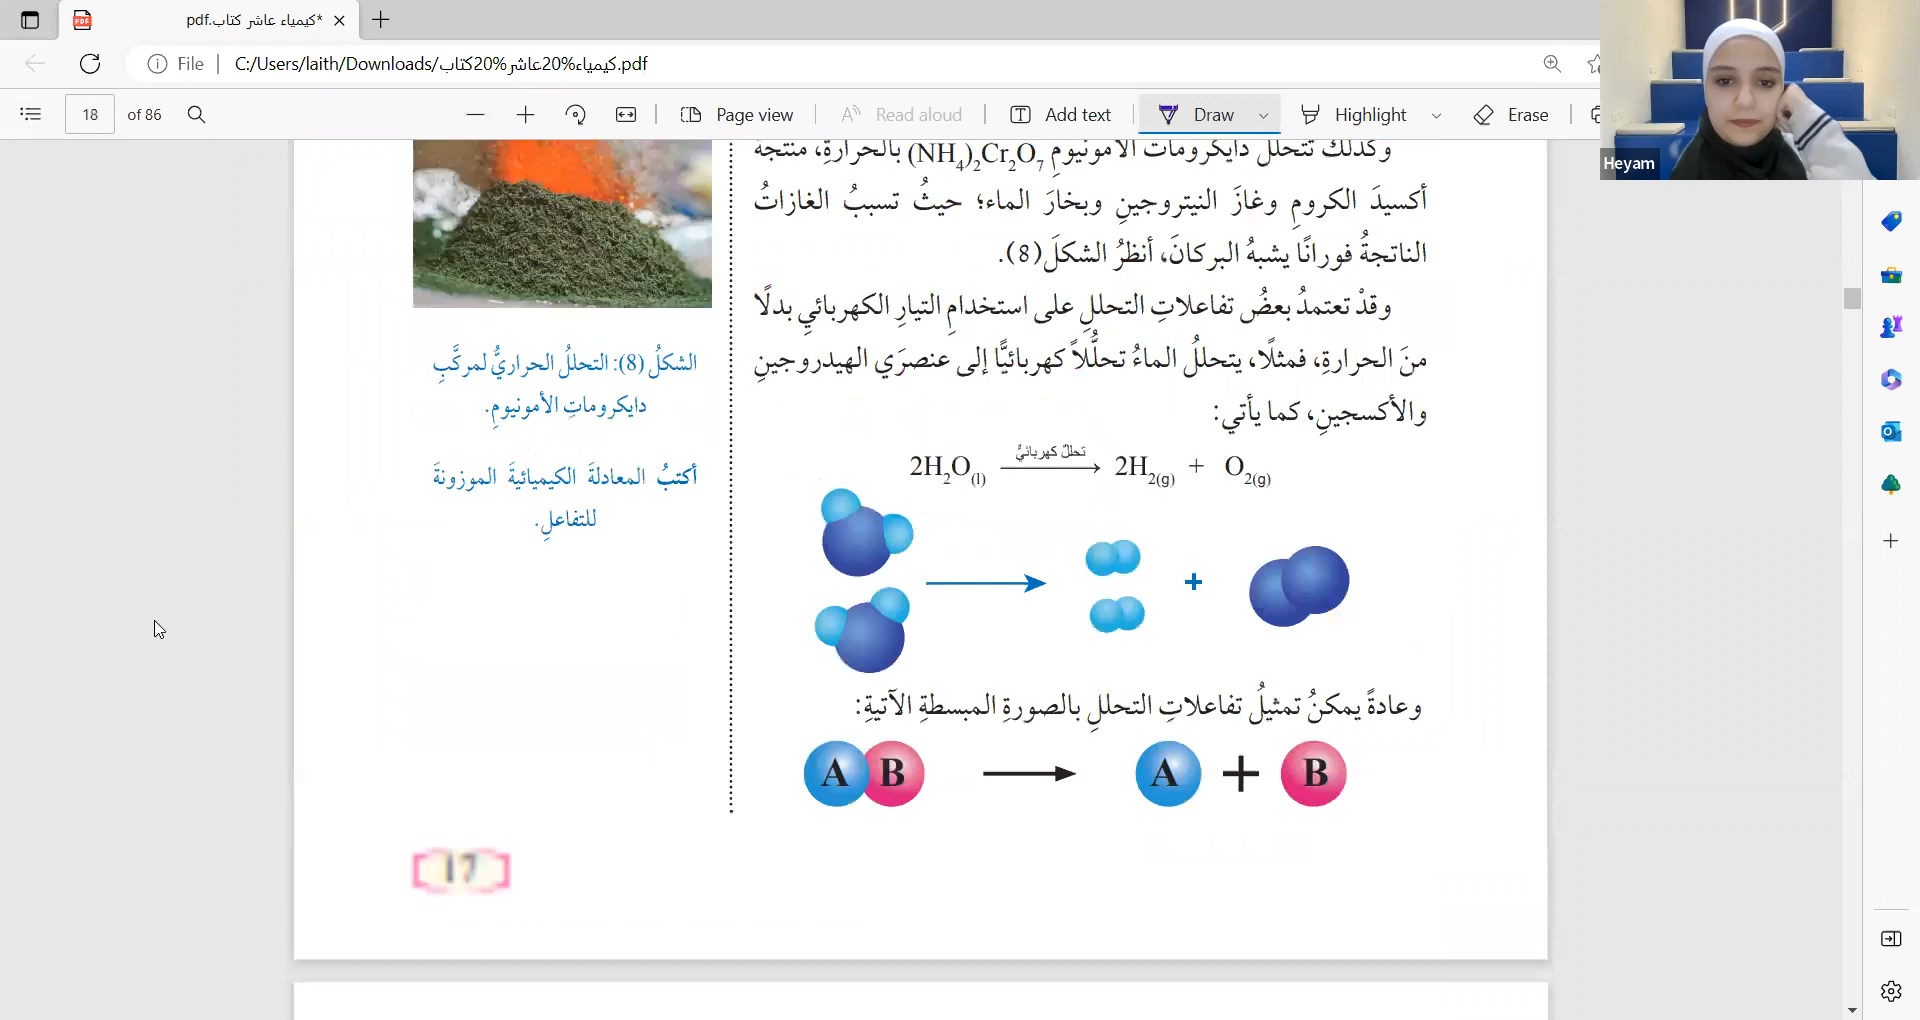 كيمياء عاشر كتاب.pdf*
File
C:/Users/laith/Downloads/كيمياء%20عاشر%20كتاب.pdf
18 of 86
Page view
Read aloud
Add text
Draw
Highlight
Erase
Heyam
وكذلك تتحلل دايكرومات الأمونيومِ (NH4)2Cr2O7 بالحرارةِ، منتجة
أكسيدَ الكرومِ وغازَ النيتروجينِ وبخارَ الماء؛ حيثُ تسببُ الغازاتُ
الناتجةُ فورانًا يشبهُ البركانَ، أنظرُ الشكلَ (8).
وقدْ تعتمدُ بعضُ تفاعلاتِ التحللِ على استخدامِ التيارِ الكهربائيِ بدلًا
منَ الحرارةِ، فمثلًا، يتحللُ الماءُ تحلُّلاً كهربائيًّا إلى عنصرَي الهيدروجينِ
والأكسجينِ، كما يأتي:
تحللٌ كهربائيٌّ
2H2O(l) ⟶ 2H2(g) + O2(g)
+
وعادةً يمكنُ تمثيلُ تفاعلاتِ التحللِ بالصورةِ المبسطةِ الآتيةِ:
A B ⟶ A + B
الشكلُ (8): التحللُ الحراريُّ لمركَّبِ
دايكروماتِ الأمونيومِ.
أكتبُ المعادلةَ الكيميائيةَ الموزونةَ
للتفاعلِ.
17